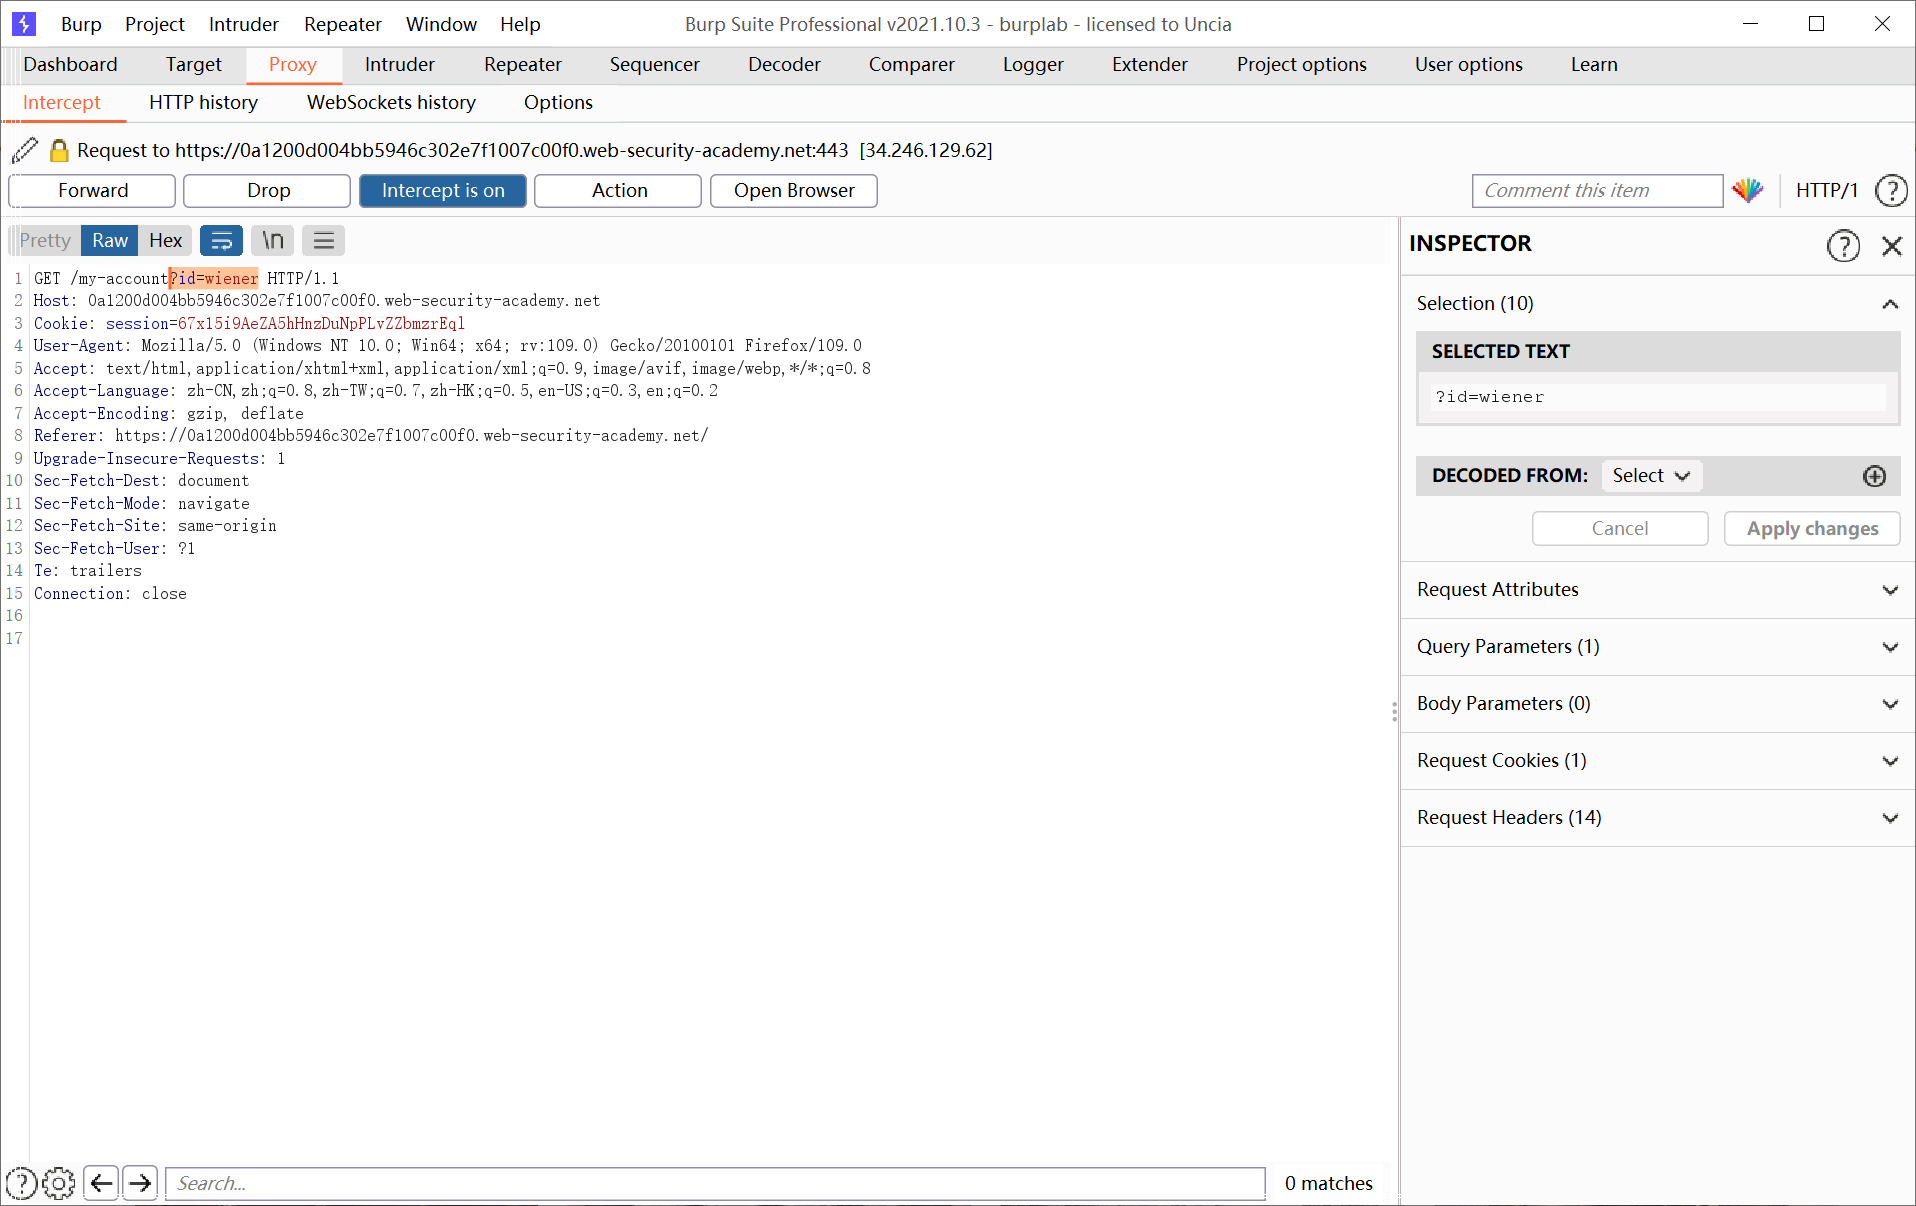 Burp Project Intruder Repeater Window Help Burp Suite Professional v2021.10.3 - burplab - licensed to Uncia
Dashboard Target Proxy Intruder Repeater Sequencer Decoder Comparer Logger Extender Project options User options Learn
Intercept HTTP history WebSockets history Options
Request to https://0a1200d004bb5946c302e7f1007c00f0.web-security-academy.net:443 [34.246.129.62]
Forward Drop Intercept is on Action Open Browser Comment this item HTTP/1 ?
Pretty Raw Hex \n
INSPECTOR ?
1 GET /my-account?id=wiener HTTP/1.1
2 Host: 0a1200d004bb5946c302e7f1007c00f0.web-security-academy.net
3 Cookie: session=67x15i9AeZA5hHnzDuNpPLvZZbmzrEql
4 User-Agent: Mozilla/5.0 (Windows NT 10.0; Win64; x64; rv:109.0) Gecko/20100101 Firefox/109.0
5 Accept: text/html,application/xhtml+xml,application/xml;q=0.9,image/avif,image/webp,*/*;q=0.8
6 Accept-Language: zh-CN,zh;q=0.8,zh-TW;q=0.7,zh-HK;q=0.5,en-US;q=0.3,en;q=0.2
7 Accept-Encoding: gzip, deflate
8 Referer: https://0a1200d004bb5946c302e7f1007c00f0.web-security-academy.net/
9 Upgrade-Insecure-Requests: 1
10 Sec-Fetch-Dest: document
11 Sec-Fetch-Mode: navigate
12 Sec-Fetch-Site: same-origin
13 Sec-Fetch-User: ?1
14 Te: trailers
15 Connection: close
16
17
Selection (10)
SELECTED TEXT
?id=wiener
DECODED FROM: Select
Cancel Apply changes
Request Attributes
Query Parameters (1)
Body Parameters (0)
Request Cookies (1)
Request Headers (14)
? Search... 0 matches